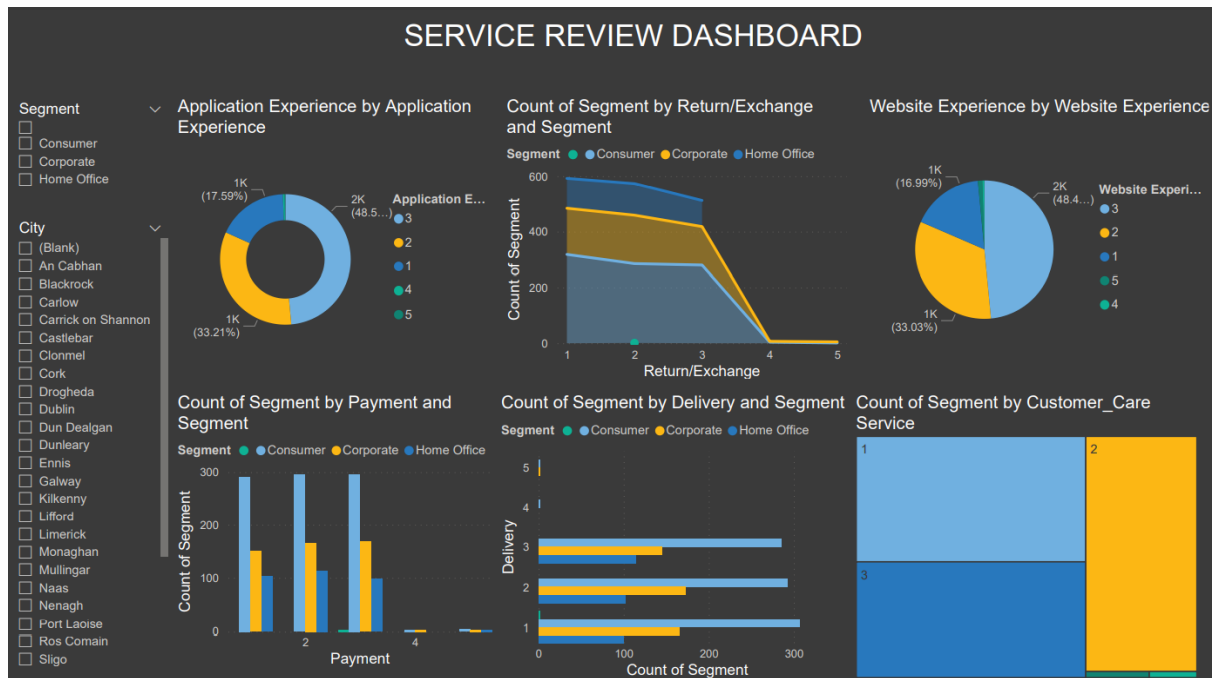 SERVICE REVIEW DASHBOARD
Segment
Consumer
Corporate
Home Office
City
(Blank)
An Cabhan
Blackrock
Carlow
Carrick on Shannon
Castlebar
Clonmel
Cork
Drogheda
Dublin
Dun Dealgan
Dunleary
Ennis
Galway
Kilkenny
Lifford
Limerick
Monaghan
Mullingar
Naas
Nenagh
Port Laoise
Ros Comain
Sligo
Application Experience by Application
Experience
1K
(17.59%)
2K
(48.5...)
1K
(33.21%)
Application E...
3
2
1
4
5
Count of Segment by Return/Exchange
and Segment
Segment Consumer Corporate Home Office
Count of Segment
600
400
200
0
1 2 3 4 5
Return/Exchange
Website Experience by Website Experience
1K
(16.99%)
2K
(48.4...)
1K
(33.03%)
Website Experi...
3
2
1
5
4
Count of Segment by Payment and
Segment
Segment Consumer Corporate Home Office
Count of Segment
300
200
100
0
2 4
Payment
Count of Segment by Delivery and Segment
Segment Consumer Corporate Home Office
Delivery
5
4
3
2
1
0 100 200 300
Count of Segment
Count of Segment by Customer_Care
Service
1
2
3